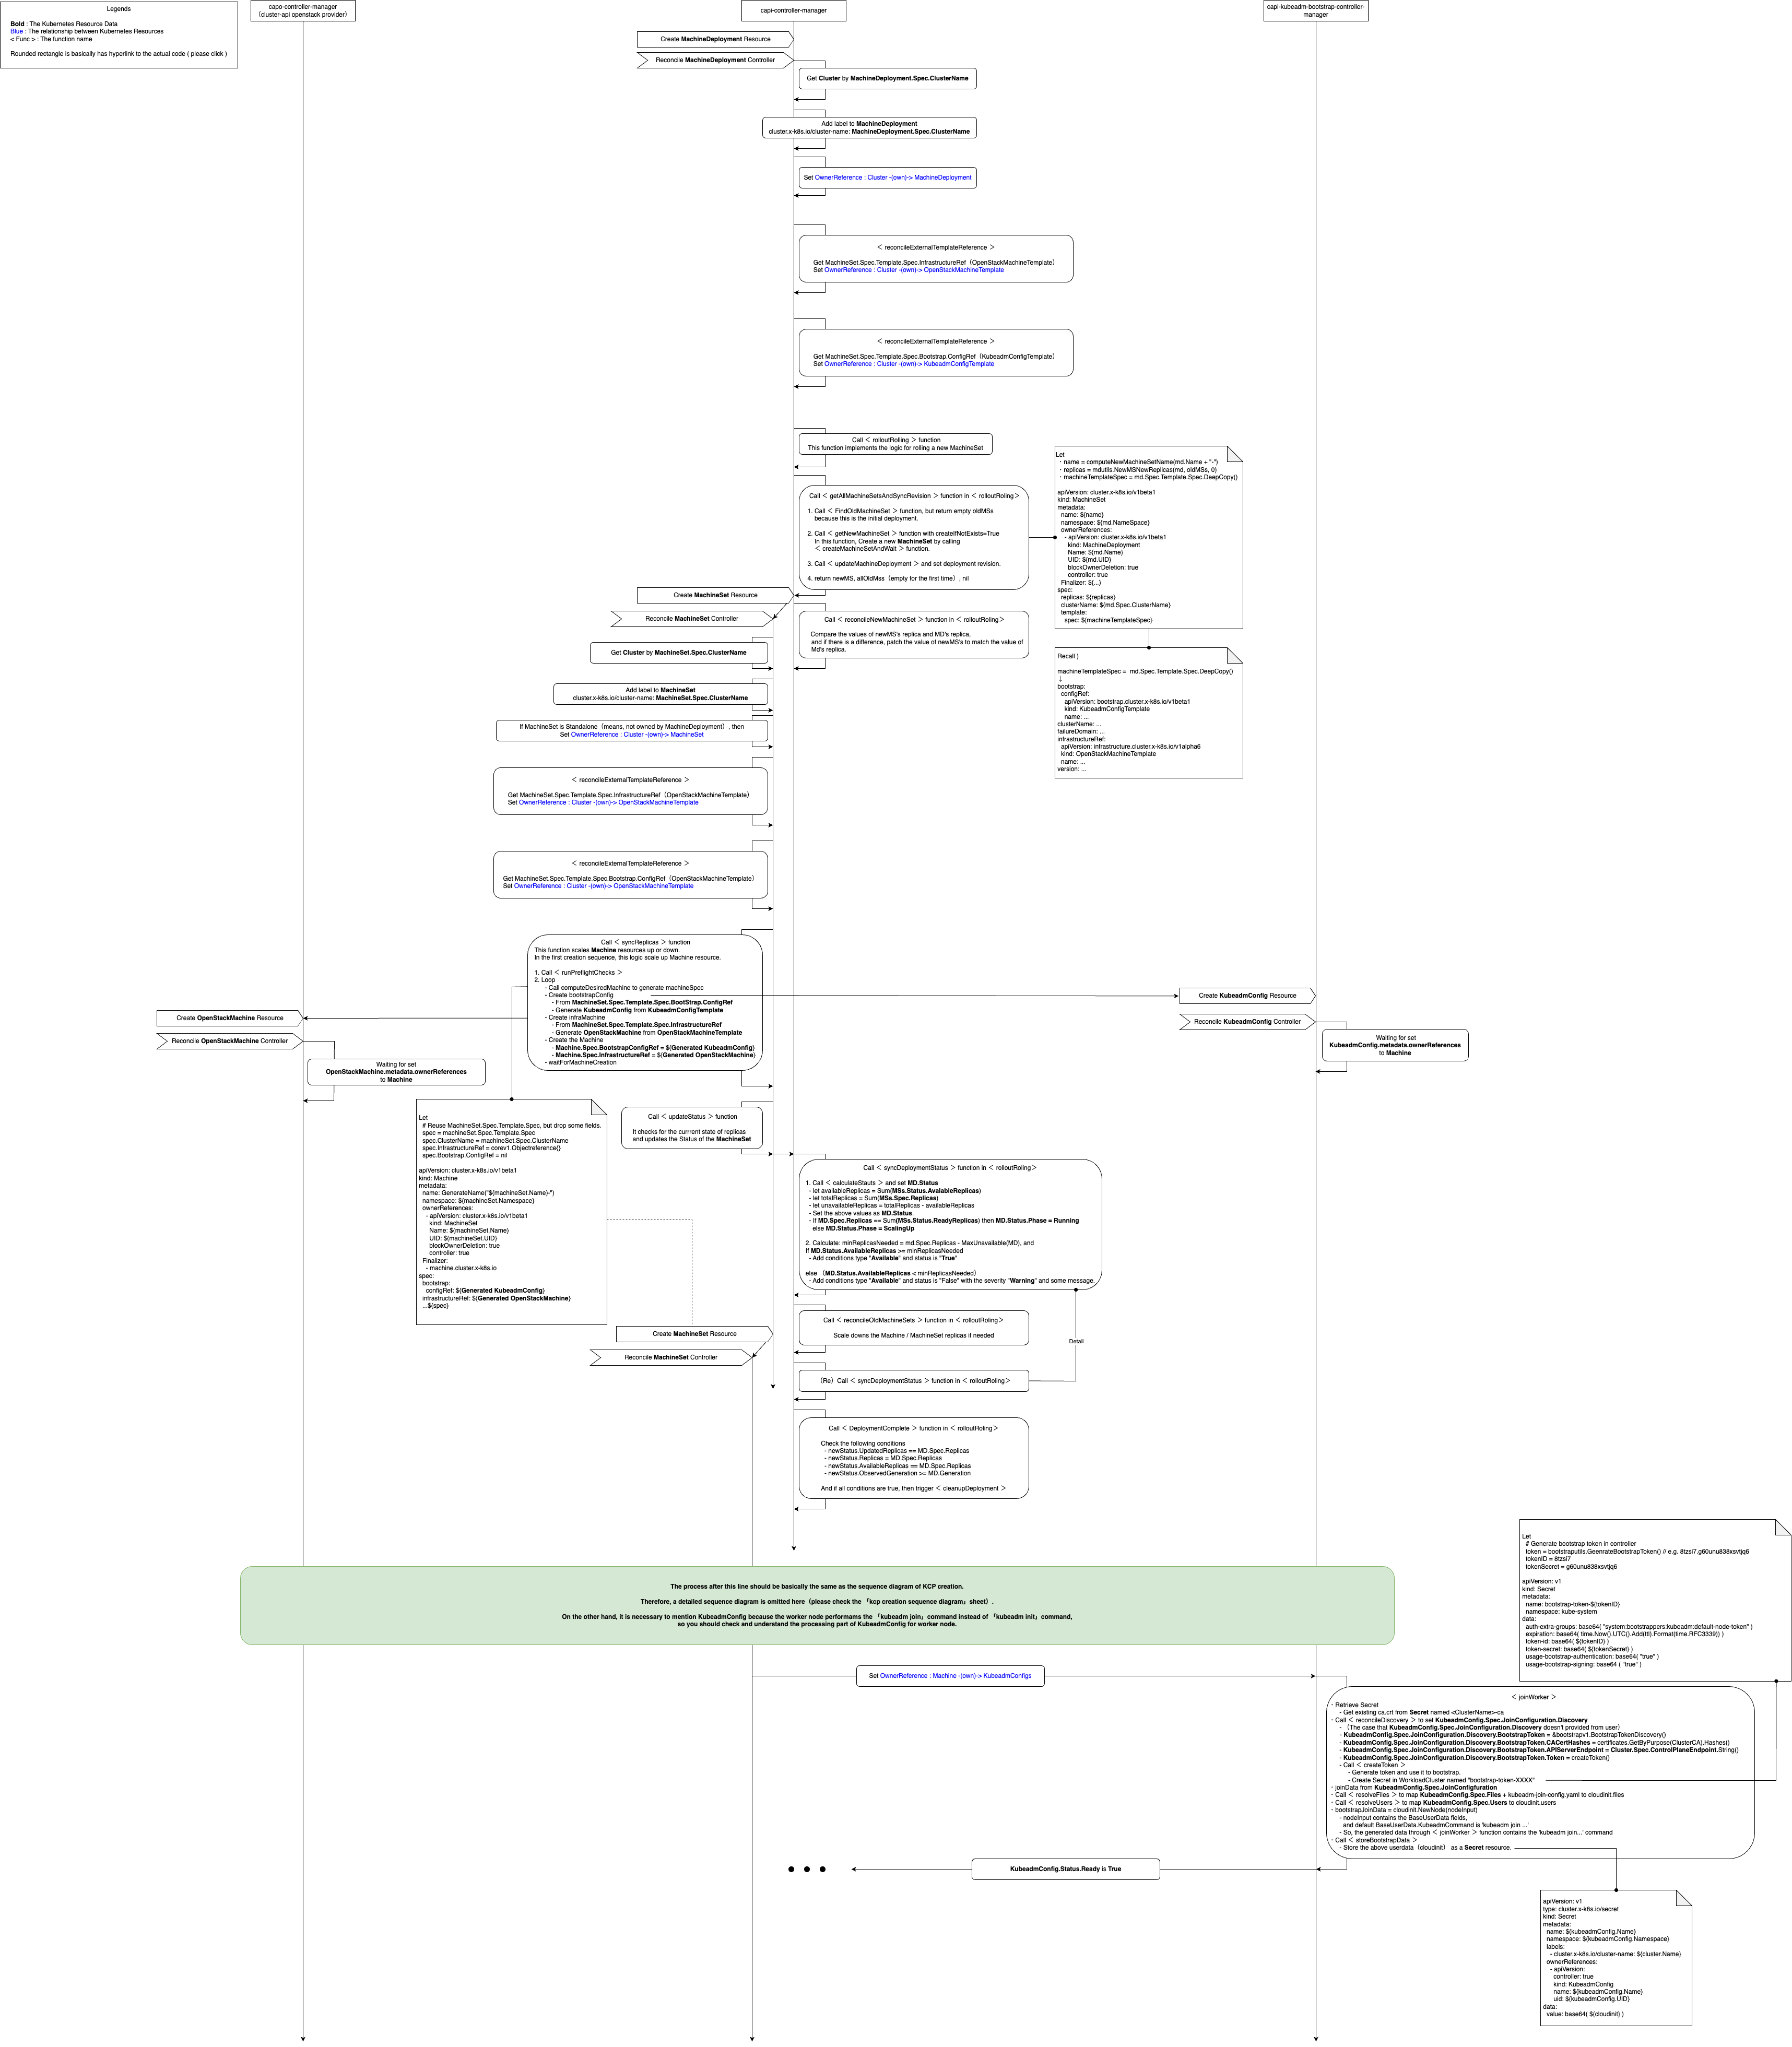 Legends
Bold : The Kubernetes Resource Data
Blue : The relationship between Kubernetes Resources
< Func > : The function name
Rounded rectangle is basically has hyperlink to the actual code ( please click )
capo-controller-manager
（cluster-api openstack provider）
capi-controller-manager
capi-kubeadm-bootstrap-controller-
manager
Create MachineDeployment Resource
Reconcile MachineDeployment Controller
Get Cluster by MachineDeployment.Spec.ClusterName
Add label to MachineDeployment
cluster.x-k8s.io/cluster-name: MachineDeployment.Spec.ClusterName
Set OwnerReference : Cluster -(own)-> MachineDeployment
＜ reconcileExternalTemplateReference ＞
Get MachineSet.Spec.Template.Spec.InfrastructureRef（OpenStackMachineTemplate）
Set OwnerReference : Cluster -(own)-> OpenStackMachineTemplate
＜ reconcileExternalTemplateReference ＞
Get MachineSet.Spec.Template.Spec.Bootstrap.ConfigRef（KubeadmConfigTemplate）
Set OwnerReference : Cluster -(own)-> KubeadmConfigTemplate
Call ＜ rolloutRolling ＞ function
This function implements the logic for rolling a new MachineSet
Call ＜ getAllMachineSetsAndSyncRevision ＞ function in ＜ rolloutRoling＞
1. Call ＜ FindOldMachineSet ＞ function, but return empty oldMSs
because this is the initial deployment.
2. Call ＜ getNewMachineSet ＞ function with createIfNotExists=True
In this function, Create a new MachineSet by calling
＜ createMachineSetAndWait ＞ function.
3. Call ＜ updateMachineDeployment ＞ and set deployment revision.
4. return newMS, allOldMss（empty for the first time）, nil
Let
・name = computeNewMachineSetName(md.Name + "-")
・replicas = mdutils.NewMSNewReplicas(md, oldMSs, 0)
・machineTemplateSpec = md.Spec.Template.Spec.DeepCopy()
apiVersion: cluster.x-k8s.io/v1beta1
kind: MachineSet
metadata:
name: ${name}
namespace: ${md.NameSpace}
ownerReferences:
- apiVersion: cluster.x-k8s.io/v1beta1
kind: MachineDeployment
Name: ${md.Name}
UID: ${md.UID}
blockOwnerDeletion: true
controller: true
Finalizer: ${...}
spec:
replicas: ${replicas}
clusterName: ${md.Spec.ClusterName}
template:
spec: ${machineTemplateSpec}
Create MachineSet Resource
Reconcile MachineSet Controller
Call ＜ reconcileNewMachineSet ＞ function in ＜ rolloutRoling＞
Compare the values of newMS's replica and MD's replica,
and if there is a difference, patch the value of newMS's to match the value of
Md's replica.
Recall )
machineTemplateSpec =  md.Spec.Template.Spec.DeepCopy()
↓
bootstrap:
configRef:
apiVersion: bootstrap.cluster.x-k8s.io/v1beta1
kind: KubeadmConfigTemplate
name: ...
clusterName: ...
failureDomain: ...
infrastructureRef:
apiVersion: infrastructure.cluster.x-k8s.io/v1alpha6
kind: OpenStackMachineTemplate
name: ...
version: ...
Get Cluster by MachineSet.Spec.ClusterName
Add label to MachineSet
cluster.x-k8s.io/cluster-name: MachineSet.Spec.ClusterName
If MachineSet is Standalone（means, not owned by MachineDeployment）, then
Set OwnerReference : Cluster -(own)-> MachineSet
＜ reconcileExternalTemplateReference ＞
Get MachineSet.Spec.Template.Spec.InfrastructureRef（OpenStackMachineTemplate）
Set OwnerReference : Cluster -(own)-> OpenStackMachineTemplate
＜ reconcileExternalTemplateReference ＞
Get MachineSet.Spec.Template.Spec.Bootstrap.ConfigRef（OpenStackMachineTemplate）
Set OwnerReference : Cluster -(own)-> OpenStackMachineTemplate
Call ＜ syncReplicas ＞ function
This function scales Machine resources up or down.
In the first creation sequence, this logic scale up Machine resource.
1. Call ＜ runPreflightChecks ＞
2. Loop
- Call computeDesiredMachine to generate machineSpec
- Create bootstrapConfig
- From MachineSet.Spec.Template.Spec.BootStrap.ConfigRef
- Generate KubeadmConfig from KubeadmConfigTemplate
- Create infraMachine
- From MachineSet.Spec.Template.Spec.InfrastructureRef
- Generate OpenStackMachine from OpenStackMachineTemplate
- Create the Machine
- Machine.Spec.BootstrapConfigRef = ${Generated KubeadmConfig}
- Machine.Spec.InfrastructureRef = ${Generated OpenStackMachine}
- waitForMachineCreation
Create OpenStackMachine Resource
Reconcile OpenStackMachine Controller
Waiting for set
OpenStackMachine.metadata.ownerReferences
to Machine
Create KubeadmConfig Resource
Reconcile KubeadmConfig Controller
Waiting for set
KubeadmConfig.metadata.ownerReferences
to Machine
Let
# Reuse MachineSet.Spec.Template.Spec, but drop some fields.
spec = machineSet.Spec.Template.Spec
spec.ClusterName = machineSet.Spec.ClusterName
spec.InfrastructureRef = corev1.Objectreference{}
spec.Bootstrap.ConfigRef = nil
apiVersion: cluster.x-k8s.io/v1beta1
kind: Machine
metadata:
name: GenerateName("${machineSet.Name}-")
namespace: ${machineSet.Namespace}
ownerReferences:
- apiVersion: cluster.x-k8s.io/v1beta1
kind: MachineSet
Name: ${machineSet.Name}
UID: ${machineSet.UID}
blockOwnerDeletion: true
controller: true
Finalizer:
- machine.cluster.x-k8s.io
spec:
bootstrap:
configRef: ${Generated KubeadmConfig}
infrastructureRef: ${Generated OpenStackMachine}
...${spec}
Call ＜ updateStatus ＞ function
It checks for the currrent state of replicas
and updates the Status of the MachineSet
Call ＜ syncDeploymentStatus ＞ function in ＜ rolloutRoling＞
1. Call ＜ calculateStauts ＞ and set MD.Status
- let availableReplicas = Sum(MSs.Status.AvalableReplicas)
- let totalReplicas = Sum(MSs.Spec.Replicas)
- let unavailableReplicas = totalReplicas - availableReplicas
- Set the above values as MD.Status.
- If MD.Spec.Replicas == Sum(MSs.Status.ReadyReplicas) then MD.Status.Phase = Running
else MD.Status.Phase = ScalingUp
2. Calculate: minReplicasNeeded = md.Spec.Replicas - MaxUnavailable(MD), and
If MD.Status.AvailableReplicas >= minReplicasNeeded
- Add conditions type "Available" and status is "True"
else （MD.Status.AvailableReplicas < minReplicasNeeded）
- Add conditions type "Available" and status is "False" with the severity "Warning" and some message.
Call ＜ reconcileOldMachineSets ＞ function in ＜ rolloutRoling＞
Scale downs the Machine / MachineSet replicas if needed
Detail
Create MachineSet Resource
Reconcile MachineSet Controller
（Re）Call ＜ syncDeploymentStatus ＞ function in ＜ rolloutRoling＞
Call ＜ DeploymentComplete ＞ function in ＜ rolloutRoling＞
Check the following conditions
- newStatus.UpdatedReplicas == MD.Spec.Replicas
- newStatus.Replicas = MD.Spec.Replicas
- newStatus.AvailableReplicas == MD.Spec.Replicas
- newStatus.ObservedGeneration >= MD.Generation
And if all conditions are true, then trigger ＜ cleanupDeployment ＞
The process after this line should be basically the same as the sequence diagram of KCP creation.
Therefore, a detailed sequence diagram is omitted here（please check the 「kcp creation sequence diagram」sheet）.
On the other hand, it is necessary to mention KubeadmConfig because the worker node performams the 「kubeadm join」command instead of 「kubeadm init」command,
so you should check and understand the processing part of KubeadmConfig for worker node.
Let
# Generate bootstrap token in controller
token = bootstraputils.GeenrateBootstrapToken() // e.g. 8tzsi7.g60unu838xsvtjq6
tokenID = 8tzsi7
tokenSecret = g60unu838xsvtjq6
apiVersion: v1
kind: Secret
metadata:
name: bootstrap-token-${tokenID}
namespace: kube-system
data:
auth-extra-groups: base64( "system:bootstrappers:kubeadm:default-node-token" )
expiration: base64( time.Now().UTC().Add(ttl).Format(time.RFC3339)) )
token-id: base64( ${tokenID} )
token-secret: base64( ${tokenSecret} )
usage-bootstrap-authentication: base64( "true" )
usage-bootstrap-signing: base64 ( "true" )
Set OwnerReference : Machine -(own)-> KubeadmConfigs
＜ joinWorker ＞
・Retrieve Secret
- Get existing ca.crt from Secret named <ClusterName>-ca
・Call ＜ reconcileDiscovery ＞ to set KubeadmConfig.Spec.JoinConfiguration.Discovery
- （The case that KubeadmConfig.Spec.JoinConfiguration.Discovery doesn't provided from user）
- KubeadmConfig.Spec.JoinConfiguration.Discovery.BootstrapToken = &bootstrapv1.BootstrapTokenDiscovery{}
- KubeadmConfig.Spec.JoinConfiguration.Discovery.BootstrapToken.CACertHashes = certificates.GetByPurpose(ClusterCA).Hashes()
- KubeadmConfig.Spec.JoinConfiguration.Discovery.BootstrapToken.APIServerEndpoint = Cluster.Spec.ControlPlaneEndpoint.String()
- KubeadmConfig.Spec.JoinConfiguration.Discovery.BootstrapToken.Token = createToken()
- Call ＜ createToken ＞
- Generate token and use it to bootstrap.
- Create Secret in WorkloadCluster named "bootstrap-token-XXXX"
・joinData from KubeadmConfig.Spec.JoinConfigfuration
・Call ＜ resolveFiles ＞ to map KubeadmConfig.Spec.Files + kubeadm-join-config.yaml to cloudinit.files
・Call ＜ resolveUsers ＞ to map KubeadmConfig.Spec.Users to cloudinit.users
・bootstrapJoinData = cloudinit.NewNode(nodeInput)
- nodeInput contains the BaseUserData fields,
and default BaseUserData,KubeadmCommand is 'kubeadm join ...'
- So, the generated data through ＜ joinWorker ＞ function contains the 'kubeadm join...' command
・Call ＜ storeBootstrapData ＞
- Store the above userdata（cloudinit） as a Secret resource.
KubeadmConfig.Status.Ready is True
apiVersion: v1
type: cluster.x-k8s.io/secret
kind: Secret
metadata:
name: ${kubeadmConfig.Name}
namespace: ${kubeadmConfig.Namespace}
labels:
- cluster.x-k8s.io/cluster-name: ${cluster.Name}
ownerReferences:
- apiVersion:
controller: true
kind: KubeadmConfig
name: ${kubeadmConfig.Name}
uid: ${kubeadmConfig.UID}
data:
value: base64( ${cloudinit} )